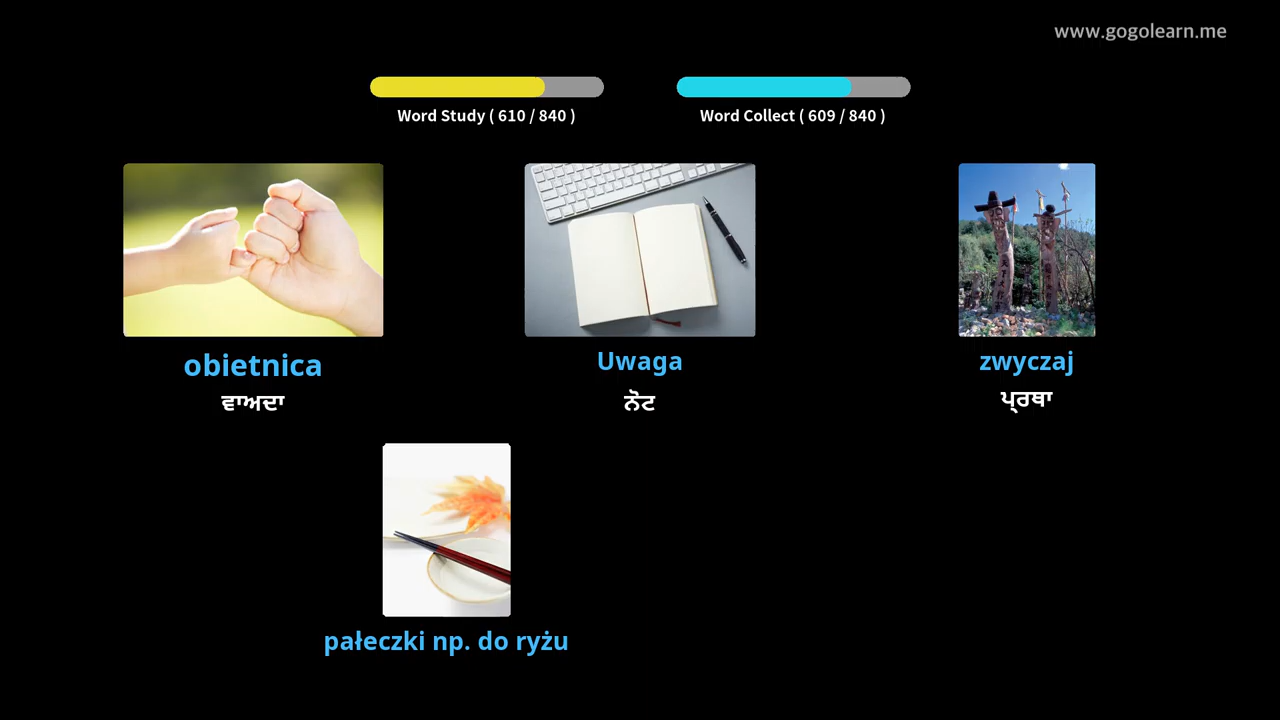 www.gogolearn.me
Word Study ( 610 / 840 )
Word Collect ( 609 / 840 )
obietnica
ਵਾਅਦਾ
Uwaga
ਨੋਟ
zwyczaj
ਪ੍ਰਥਾ
pałeczki np. do ryżu